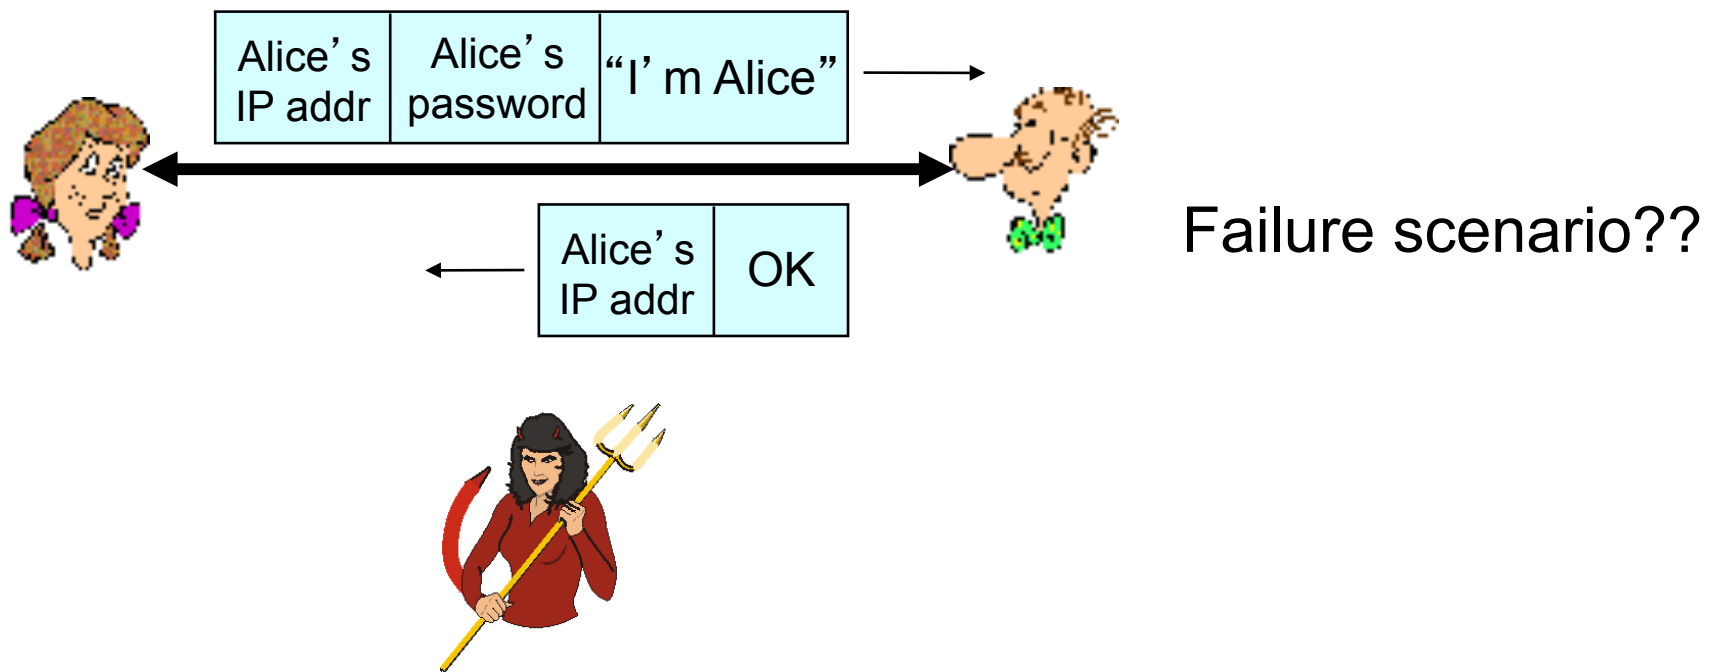 Alice’s
IP addr
Alice’s
password
“I’m Alice”
Failure scenario??
Alice’s
IP addr
OK